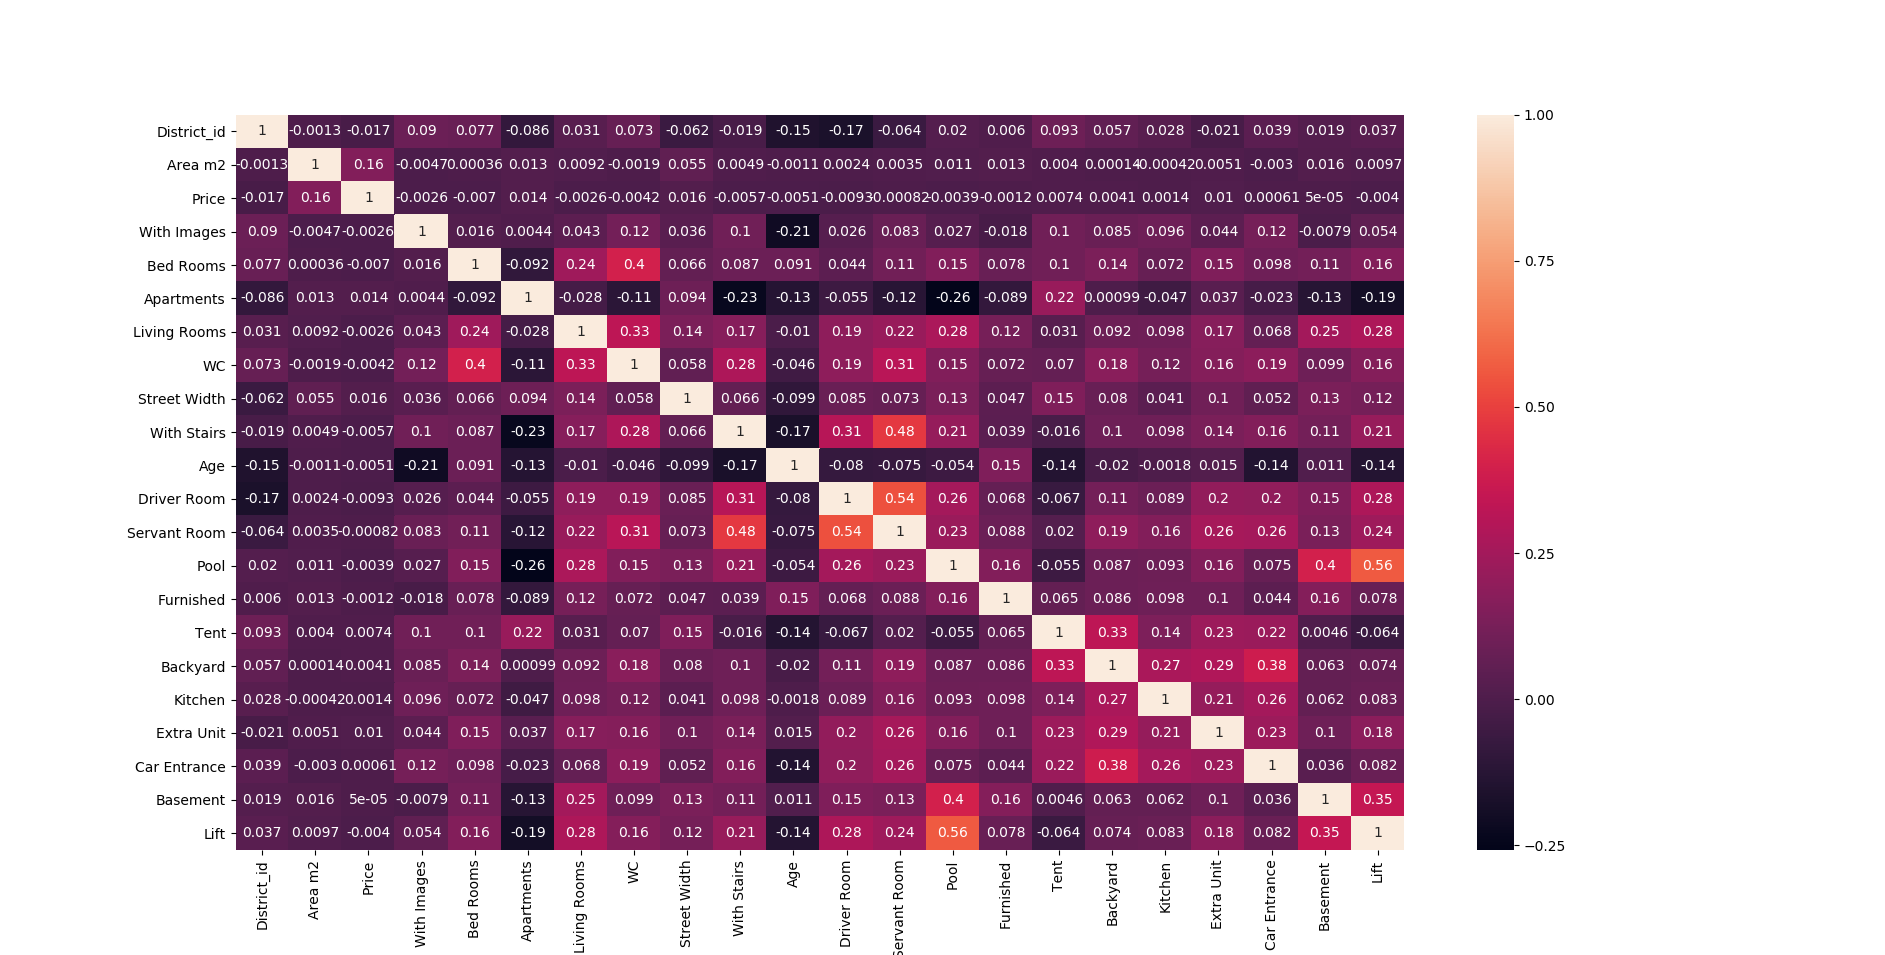 District_id 1 -0.0013 -0.017 0.09 0.077 -0.086 0.031 0.073 -0.062 -0.019 -0.15 -0.17 -0.064 0.02 0.006 0.093 0.057 0.028 -0.021 0.039 0.019 0.037
Area m2 -0.0013 1 0.16 -0.0047 0.00036 0.013 0.0092 -0.0019 0.055 0.0049 -0.0011 0.0024 0.0035 0.011 0.013 0.004 0.00014 -0.00042 0.0051 -0.003 0.016 0.0097
Price -0.017 0.16 1 -0.0026 -0.007 0.014 -0.0026 -0.0042 0.016 -0.0057 -0.0051 -0.0093 -0.00082 -0.0039 -0.0012 0.0074 0.0041 0.0014 0.01 0.00061 5e-05 -0.004
With Images 0.09 -0.0047 -0.0026 1 0.016 0.0044 0.043 0.12 0.036 0.1 -0.21 0.026 0.083 0.027 -0.018 0.1 0.085 0.096 0.044 0.12 -0.0079 0.054
Bed Rooms 0.077 0.00036 -0.007 0.016 1 -0.092 0.24 0.4 0.066 0.087 0.091 0.044 0.11 0.15 0.078 0.1 0.14 0.072 0.15 0.098 0.11 0.16
Apartments -0.086 0.013 0.014 0.0044 -0.092 1 -0.028 -0.11 0.094 -0.23 -0.13 -0.055 -0.12 -0.26 -0.089 0.22 0.00099 -0.047 0.037 -0.023 -0.13 -0.19
Living Rooms 0.031 0.0092 -0.0026 0.043 0.24 -0.028 1 0.33 0.14 0.17 -0.01 0.19 0.22 0.28 0.12 0.031 0.092 0.098 0.17 0.068 0.25 0.28
WC 0.073 -0.0019 -0.0042 0.12 0.4 -0.11 0.33 1 0.058 0.28 -0.046 0.19 0.31 0.15 0.072 0.07 0.18 0.12 0.16 0.19 0.099 0.16
Street Width -0.062 0.055 0.016 0.036 0.066 0.094 0.14 0.058 1 0.066 -0.099 0.085 0.073 0.13 0.047 0.15 0.08 0.041 0.1 0.052 0.13 0.12
With Stairs -0.019 0.0049 -0.0057 0.1 0.087 -0.23 0.17 0.28 0.066 1 -0.17 0.31 0.48 0.21 0.039 -0.016 0.1 0.098 0.14 0.16 0.11 0.21
Age -0.15 -0.0011 -0.0051 -0.21 0.091 -0.13 -0.01 -0.046 -0.099 -0.17 1 -0.08 -0.075 -0.054 0.15 -0.14 -0.02 -0.0018 0.015 -0.14 0.011 -0.14
Driver Room -0.17 0.0024 -0.0093 0.026 0.044 -0.055 0.19 0.19 0.085 0.31 -0.08 1 0.54 0.26 0.068 -0.067 0.11 0.089 0.2 0.2 0.15 0.28
Servant Room -0.064 0.0035 -0.00082 0.083 0.11 -0.12 0.22 0.31 0.073 0.48 -0.075 0.54 1 0.23 0.088 0.02 0.19 0.16 0.26 0.26 0.13 0.24
Pool 0.02 0.011 -0.0039 0.027 0.15 -0.26 0.28 0.15 0.13 0.21 -0.054 0.26 0.23 1 0.16 -0.055 0.087 0.093 0.16 0.075 0.4 0.56
Furnished 0.006 0.013 -0.0012 -0.018 0.078 -0.089 0.12 0.072 0.047 0.039 0.15 0.068 0.088 0.16 1 0.065 0.086 0.098 0.1 0.044 0.16 0.078
Tent 0.093 0.004 0.0074 0.1 0.1 0.22 0.031 0.07 0.15 -0.016 -0.14 -0.067 0.02 -0.055 0.065 1 0.33 0.14 0.23 0.22 0.0046 -0.064
Backyard 0.057 0.00014 0.0041 0.085 0.14 0.00099 0.092 0.18 0.08 0.1 -0.02 0.11 0.19 0.087 0.086 0.33 1 0.27 0.29 0.38 0.063 0.074
Kitchen 0.028 -0.00042 0.0014 0.096 0.072 -0.047 0.098 0.12 0.041 0.098 -0.0018 0.089 0.16 0.093 0.098 0.14 0.27 1 0.21 0.26 0.062 0.083
Extra Unit -0.021 0.0051 0.01 0.044 0.15 0.037 0.17 0.16 0.1 0.14 0.015 0.2 0.26 0.16 0.1 0.23 0.29 0.21 1 0.23 0.1 0.18
Car Entrance 0.039 -0.003 0.00061 0.12 0.098 -0.023 0.068 0.19 0.052 0.16 -0.14 0.2 0.26 0.075 0.044 0.22 0.38 0.26 0.23 1 0.036 0.082
Basement 0.019 0.016 5e-05 -0.0079 0.11 -0.13 0.25 0.099 0.13 0.11 0.011 0.15 0.13 0.4 0.16 0.0046 0.063 0.062 0.1 0.036 1 0.35
Lift 0.037 0.0097 -0.004 0.054 0.16 -0.19 0.28 0.16 0.12 0.21 -0.14 0.28 0.24 0.56 0.078 -0.064 0.074 0.083 0.18 0.082 0.35 1
District_id
Area m2
Price
With Images
Bed Rooms
Apartments
Living Rooms
WC
Street Width
With Stairs
Age
Driver Room
Servant Room
Pool
Furnished
Tent
Backyard
Kitchen
Extra Unit
Car Entrance
Basement
Lift
1.00
0.75
0.50
0.25
0.00
−0.25